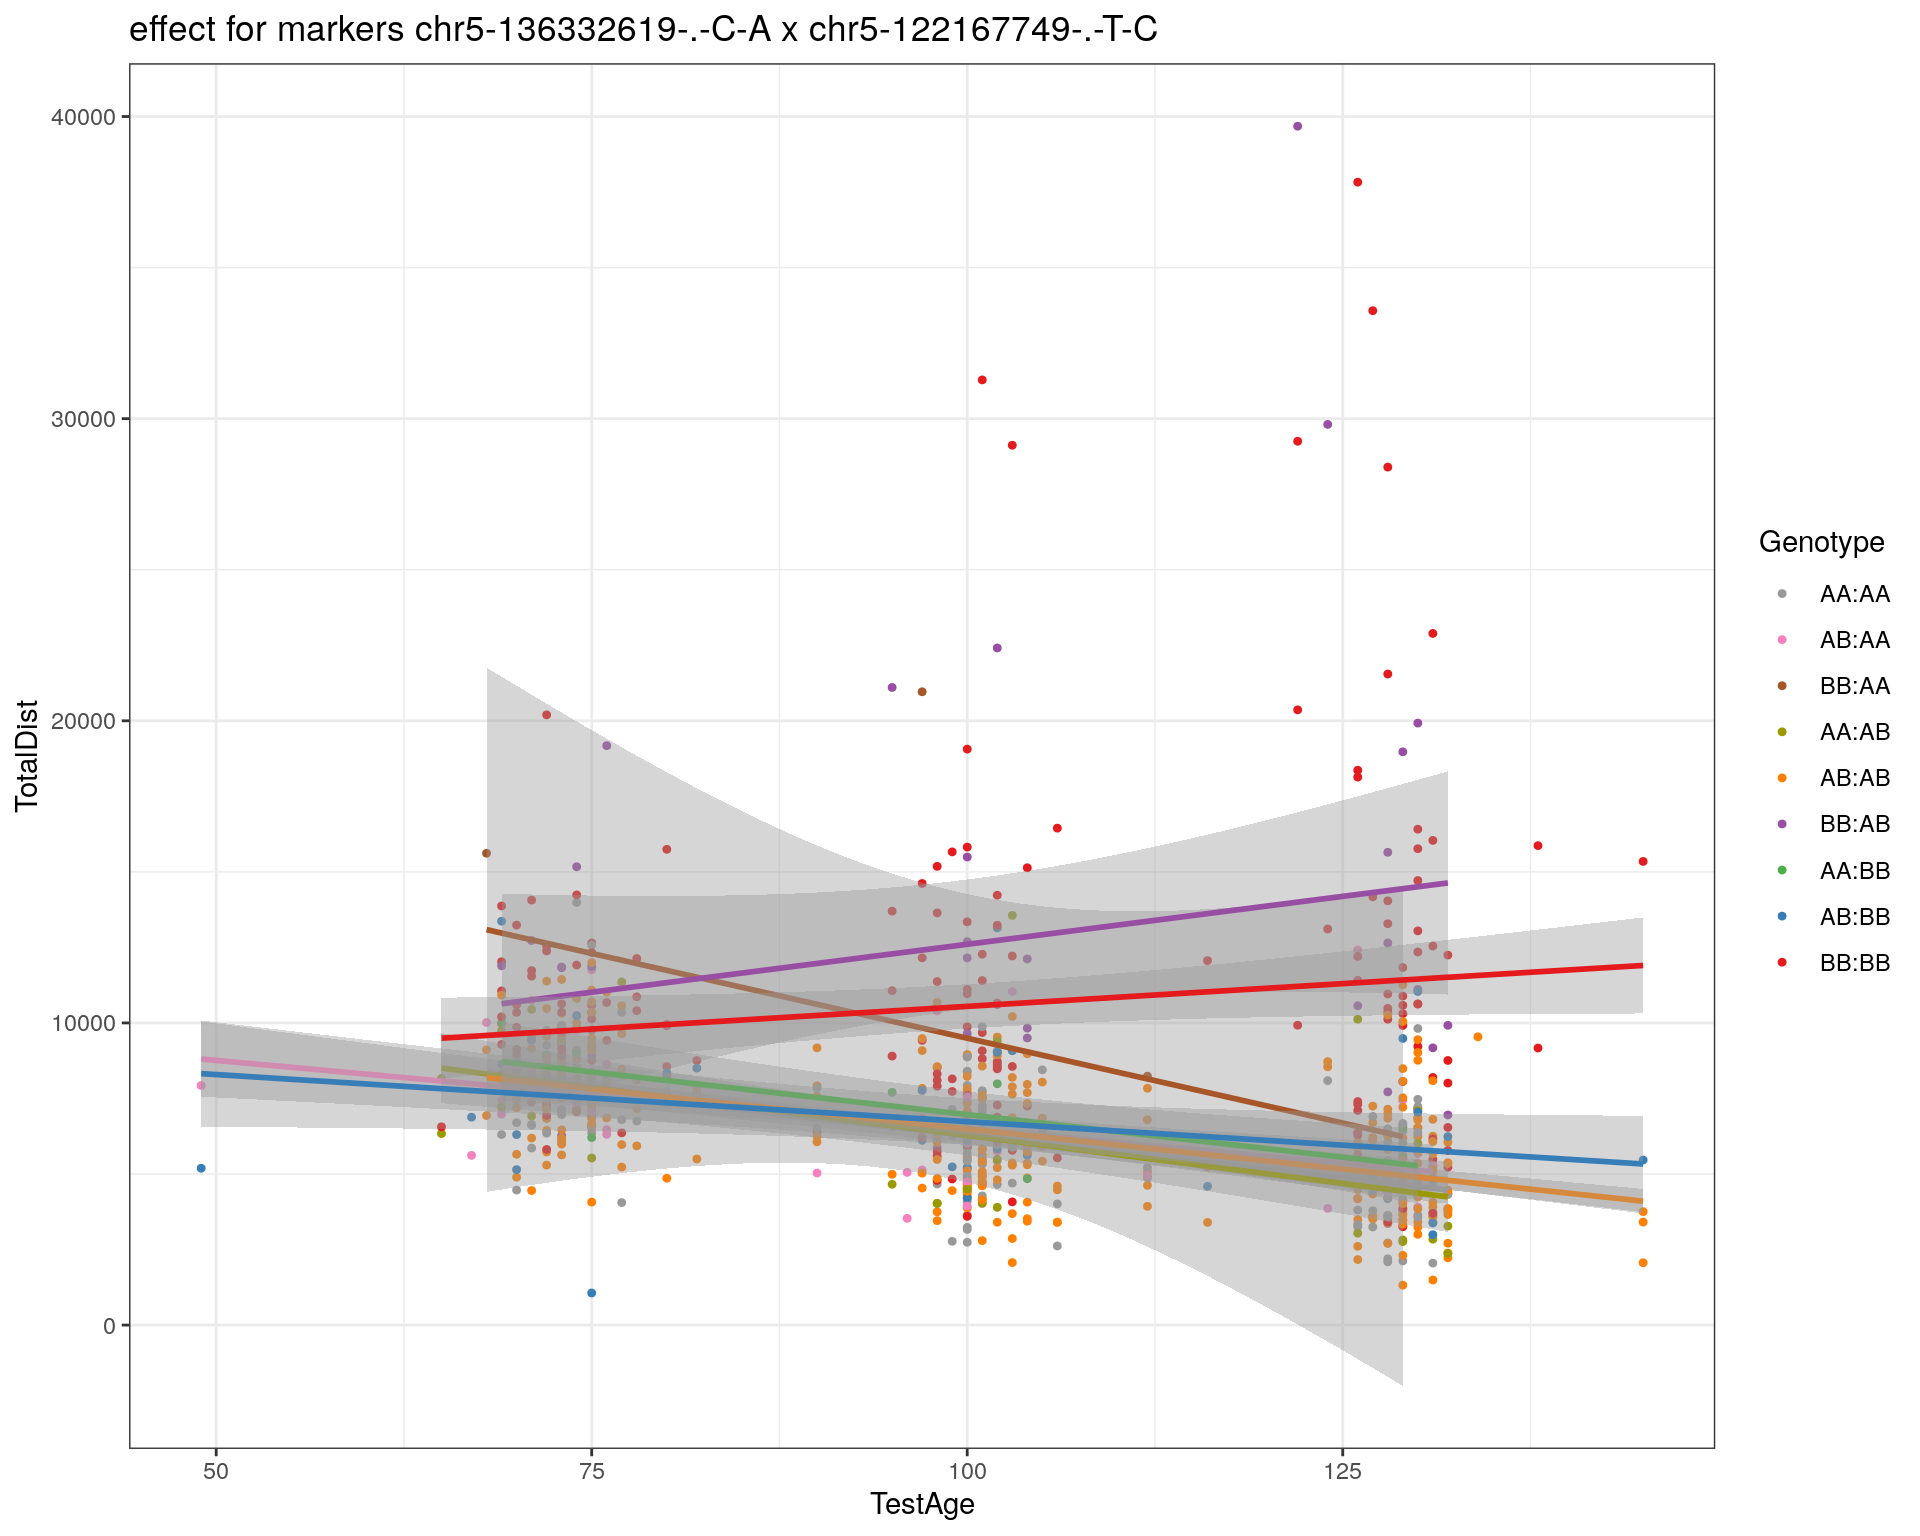 effect for markers chr5-136332619-.-C-A x chr5-122167749-.-T-C
40000
30000
20000
10000
0
TotalDist
50
75
100
125
TestAge
Genotype
AA:AA
AB:AA
BB:AA
AA:AB
AB:AB
BB:AB
AA:BB
AB:BB
BB:BB